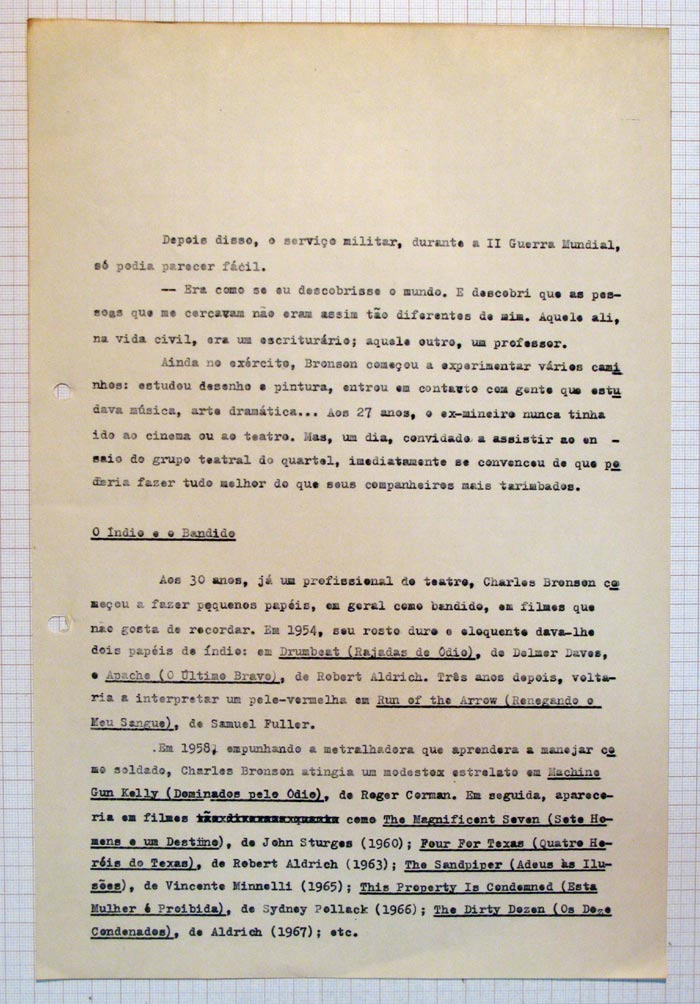 Depois disso, o serviço militar, durante a II Guerra Mundial,
só podia parecer fácil.
-- Era como se eu descobrisse o mundo. E descobri que as pes-
soas que me cercavam não eram assim tão diferentes de mim. Aquele ali,
na vida civil, era um escriturário; aquele outro, um professor.
Ainda no exército, Bronson começou a experimentar vários cami
nhos: estudou desenho e pintura, entrou em contacto com gente que estu
dava música, arte dramática... Aos 27 anos, o ex-mineiro nunca tinha
ido ao cinema ou ao teatro. Mas, um dia, convidado a assistir ao en -
saio do grupo teatral do quartel, imediatamente se convenceu de que po
deria fazer tudo melhor do que seus companheiros mais tarimbados.
O Índio e o Bandido
Aos 30 anos, já um profissional do teatro, Charles Bronson co
meçou a fazer pequenos papéis, em geral como bandido, em filmes que
não gosta de recordar. Em 1954, seu rosto duro e eloquente dava-lhe
dois papéis de índio: em Drumbeat (Rajadas de Ódio), de Delmer Daves,
e Apache (O Último Bravo), de Robert Aldrich. Três anos depois, volta-
ria a interpretar um pele-vermelha em Run of the Arrow (Renegando o
Meu Sangue), de Samuel Fuller.
.Em 1958, empunhando a metralhadora que aprendera a manejar co
mo soldado, Charles Bronson atingia um modestox estrelato em Machine
Gun Kelly (Dominados pelo Ódio), de Roger Corman. Em seguida, aparece-
ria em filmes como The Magnificent Seven (Sete Ho-
mens e um Destino), de John Sturges (1960); Four For Texas (Quatro He-
róis do Texas), de Robert Aldrich (1963); The Sandpiper (Adeus às Ilu-
sões), de Vincente Minnelli (1965); This Property Is Condemned (Esta
Mulher é Proibida), de Sydney Pollack (1966); The Dirty Dozen (Os Doze
Condenados), de Aldrich (1967); etc.